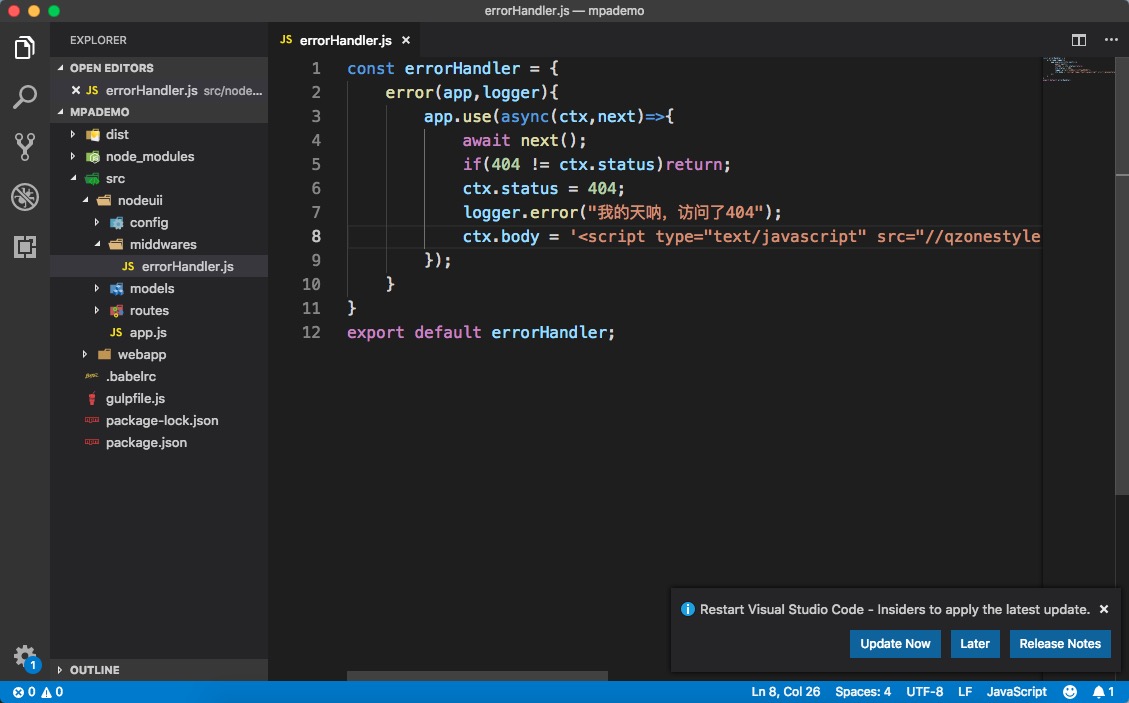 errorHandler.js — mpademo
EXPLORER
OPEN EDITORS
JS errorHandler.js src/node...
MPADEMO
dist
node_modules
src
nodeuii
config
middwares
JS errorHandler.js
models
routes
JS app.js
webapp
.babelrc
gulpfile.js
package-lock.json
package.json
OUTLINE
JS errorHandler.js
1 const errorHandler = {
2 error(app,logger){
3 app.use(async(ctx,next)=>{
4 await next();
5 if(404 != ctx.status)return;
6 ctx.status = 404;
7 logger.error("我的天呐，访问了404");
8 ctx.body = '<script type="text/javascript" src="//qzonestyle
9 });
10 }
11 }
12 export default errorHandler;
Restart Visual Studio Code - Insiders to apply the latest update.
Update Now Later Release Notes
1
0 0 Ln 8, Col 26 Spaces: 4 UTF-8 LF JavaScript 1